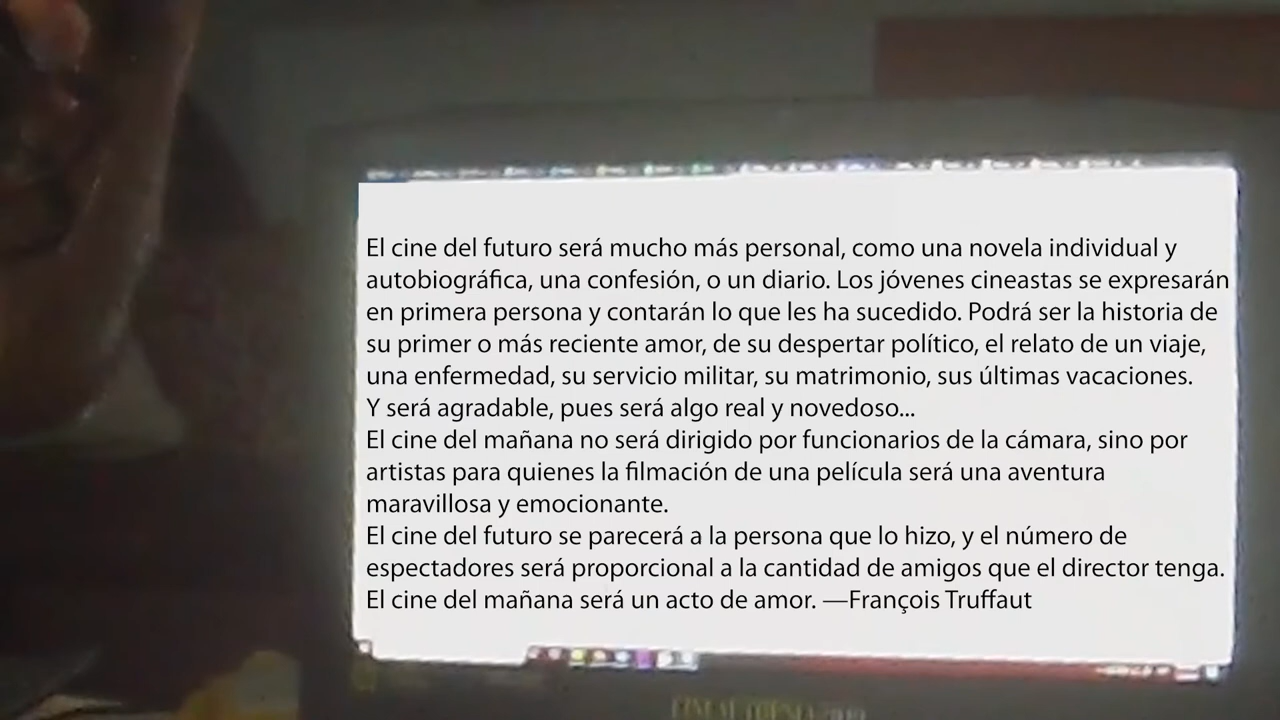 El cine del futuro será mucho más personal, como una novela individual y
autobiográfica, una confesión, o un diario. Los jóvenes cineastas se expresarán
en primera persona y contarán lo que les ha sucedido. Podrá ser la historia de
su primer o más reciente amor, de su despertar político, el relato de un viaje,
una enfermedad, su servicio militar, su matrimonio, sus últimas vacaciones.
Y será agradable, pues será algo real y novedoso...
El cine del mañana no será dirigido por funcionarios de la cámara, sino por
artistas para quienes la filmación de una película será una aventura
maravillosa y emocionante.
El cine del futuro se parecerá a la persona que lo hizo, y el número de
espectadores será proporcional a la cantidad de amigos que el director tenga.
El cine del mañana será un acto de amor. —François Truffaut